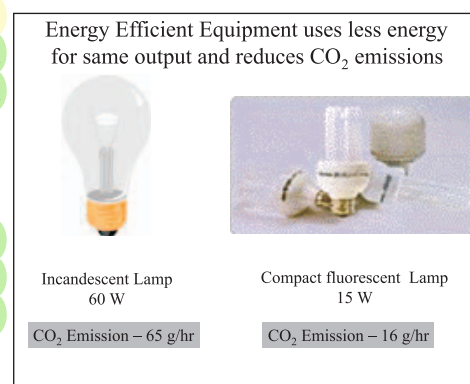 Energy Efficient Equipment uses less energy
for same output and reduces CO₂ emissions
Incandescent Lamp
60 W
CO₂ Emission – 65 g/hr
Compact fluorescent Lamp
15 W
CO₂ Emission – 16 g/hr